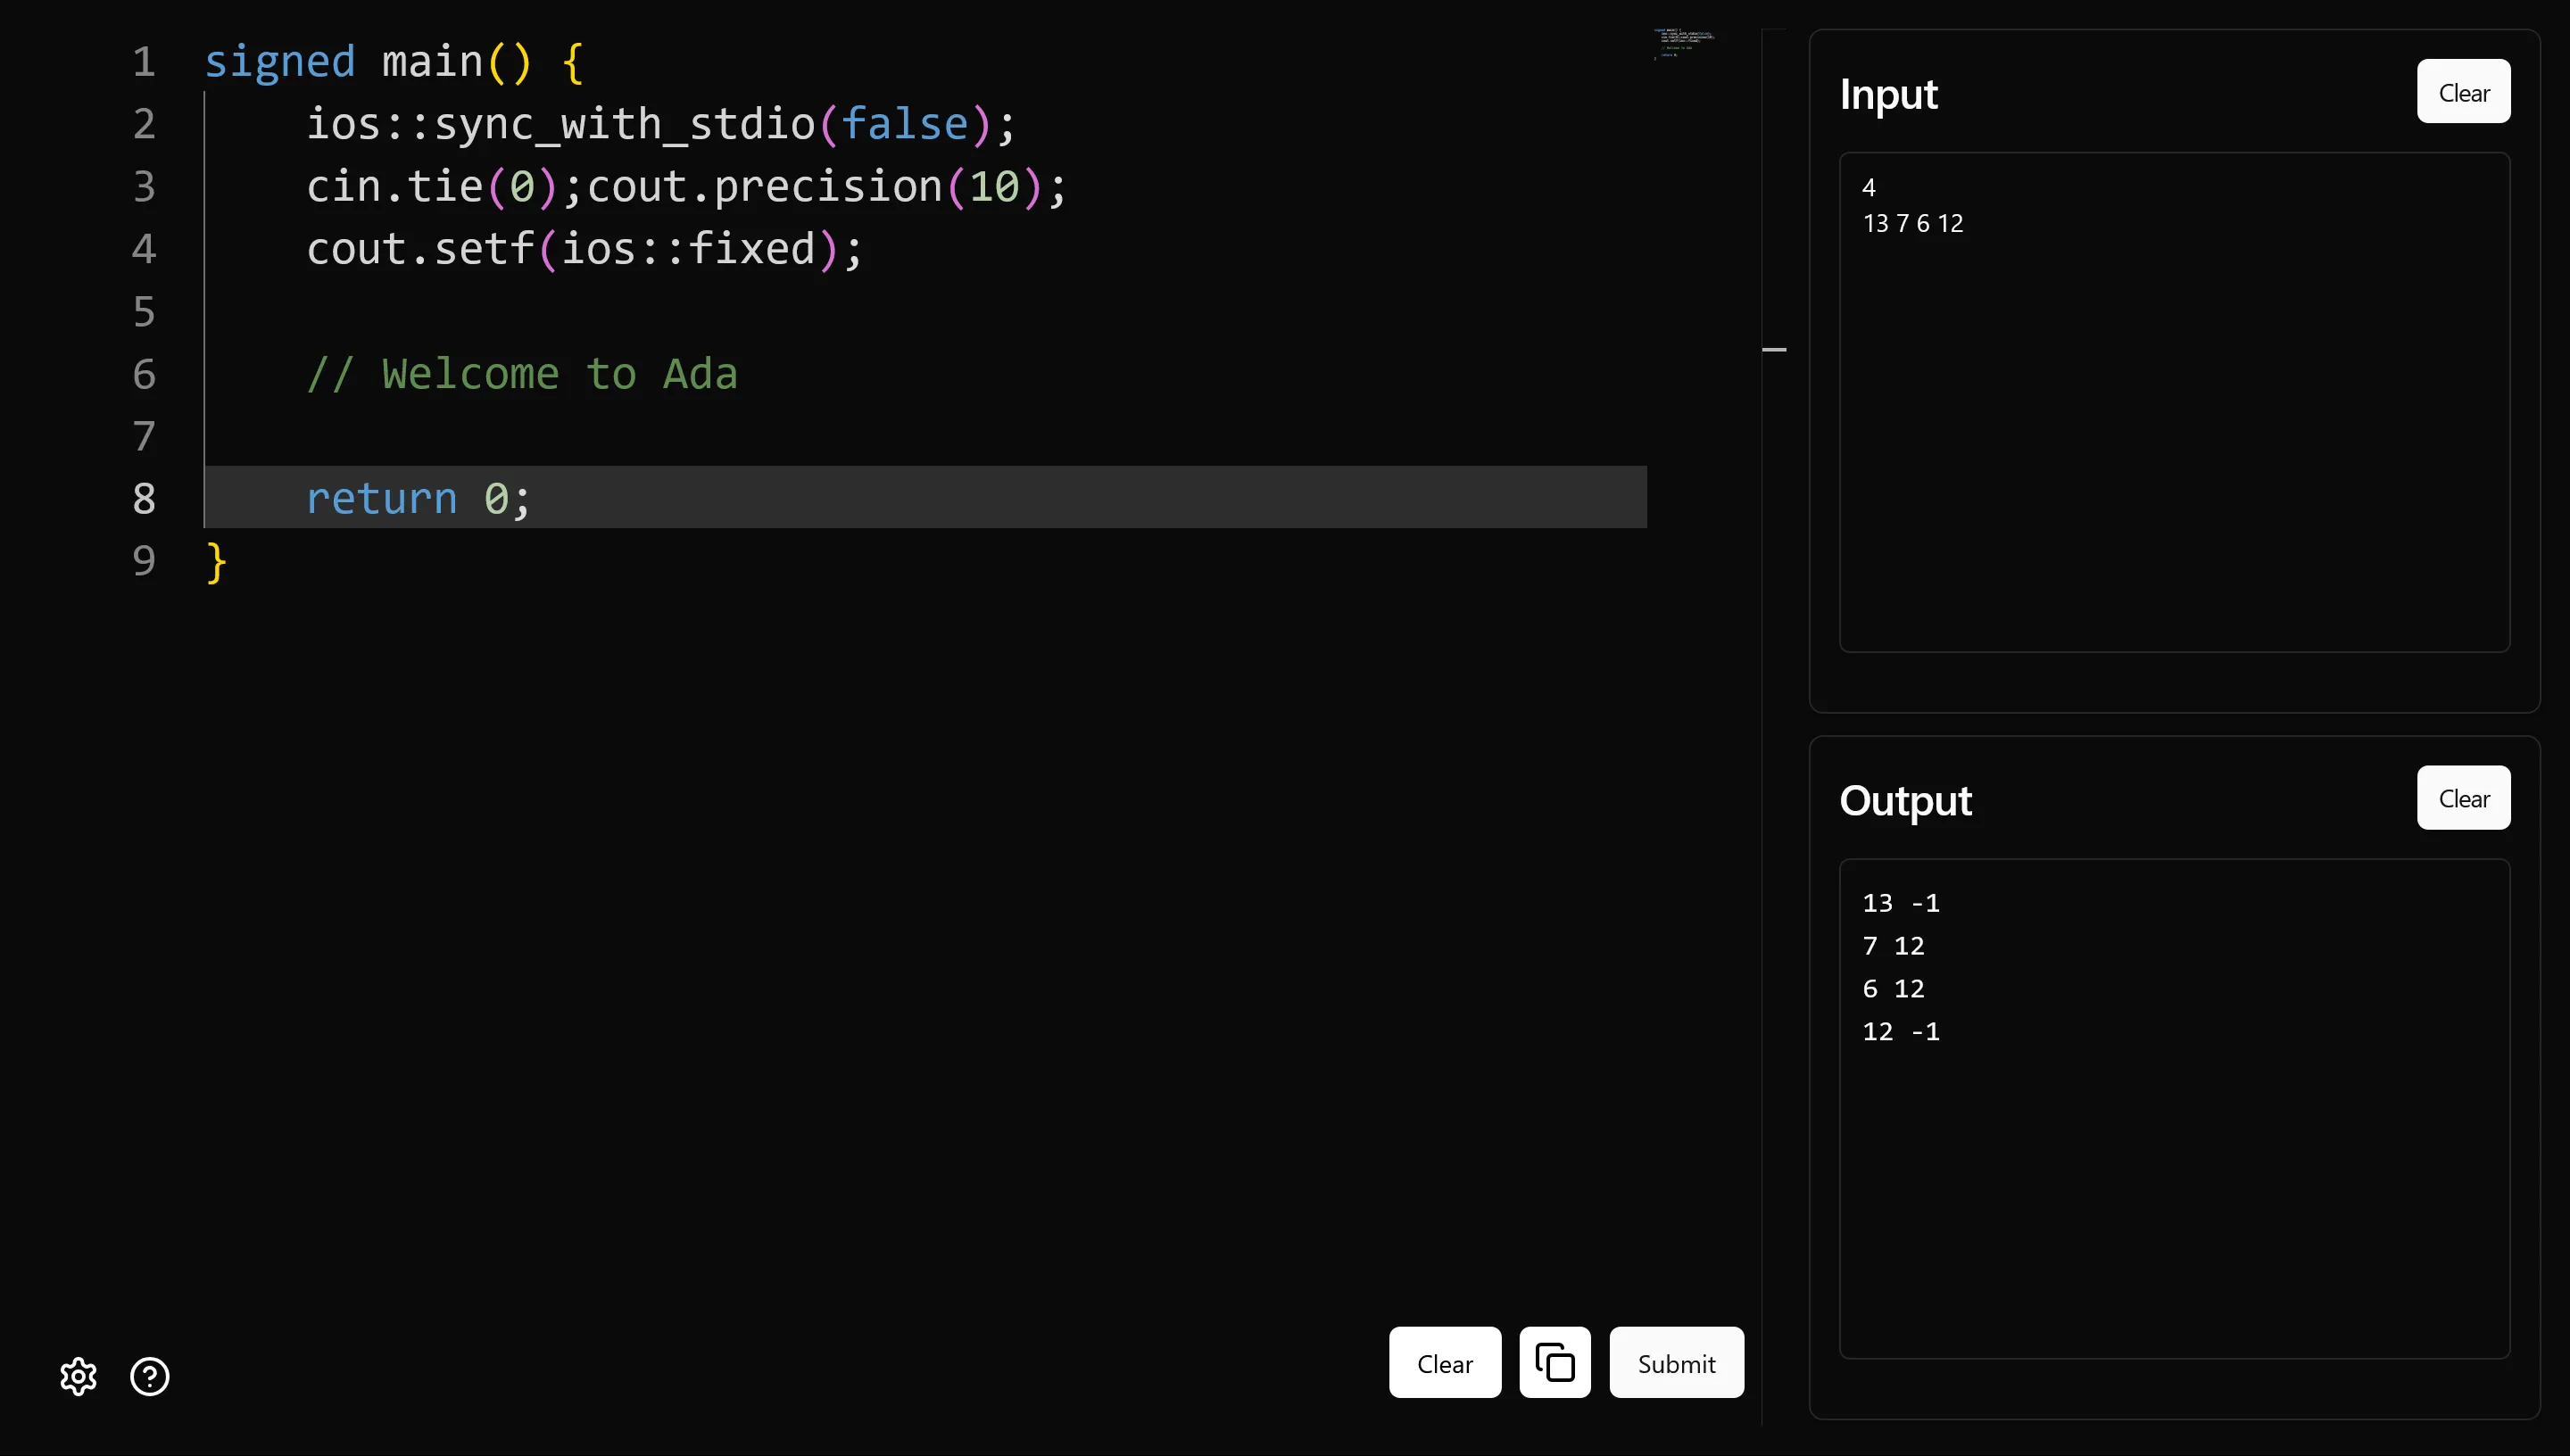 1 signed main() {
2     ios::sync_with_stdio(false);
3     cin.tie(0);cout.precision(10);
4     cout.setf(ios::fixed);
5
6     // Welcome to Ada
7
8     return 0;
9 }
Clear
Submit
Input
Clear
4
13 7 6 12
Output
Clear
13 -1
7 12
6 12
12 -1